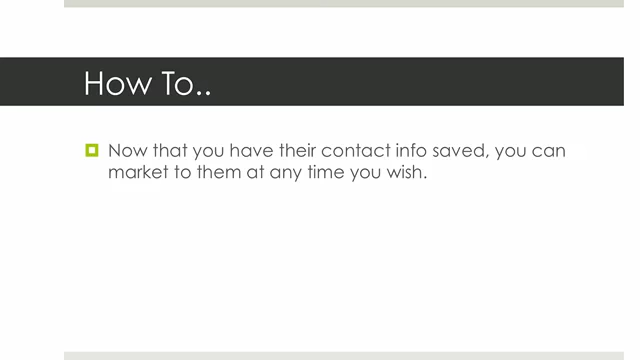 How To..
Now that you have their contact info saved, you can
market to them at any time you wish.